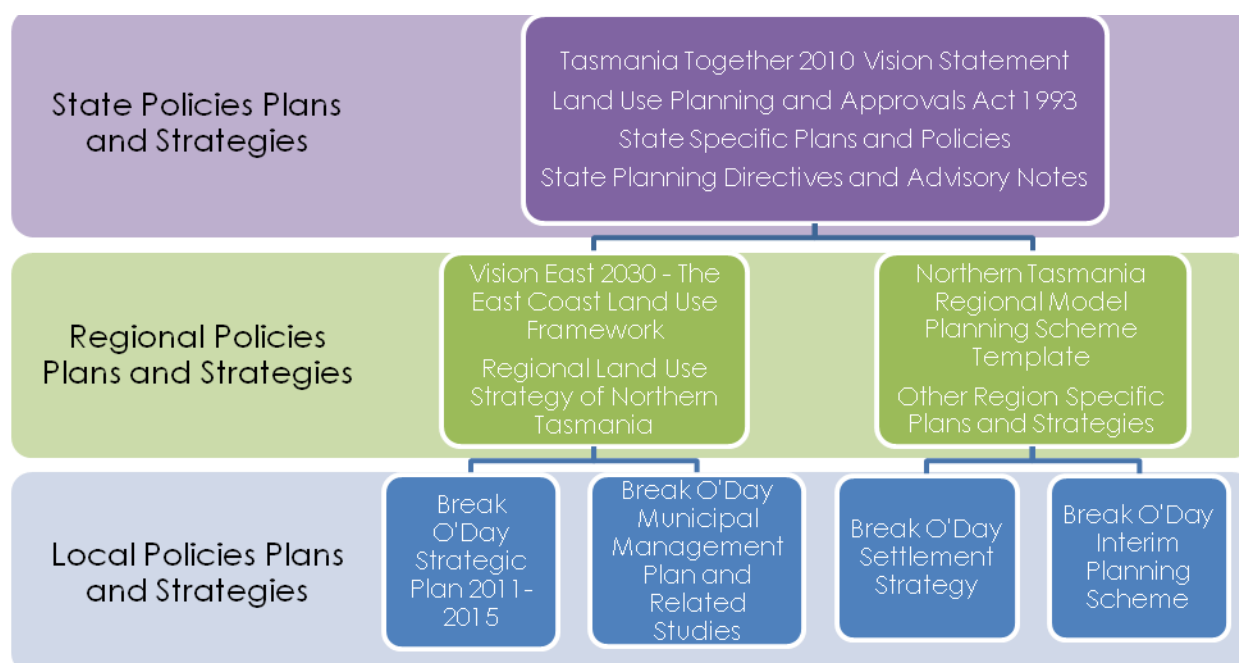 State Policies Plans
and Strategies
Tasmania Together 2010 Vision Statement
Land Use Planning and Approvals Act 1993
State Specific Plans and Policies
State Planning Directives and Advisory Notes
Regional Policies
Plans and Strategies
Vision East 2030 - The
East Coast Land Use
Framework
Regional Land Use
Strategy of Northern
Tasmania
Northern Tasmania
Regional Model
Planning Scheme
Template
Other Region Specific
Plans and Strategies
Local Policies Plans
and Strategies
Break
O'Day
Strategic
Plan 2011-
2015
Break O'Day
Municipal
Management
Plan and
Related
Studies
Break O'Day
Settlement
Strategy
Break O'Day
Interim
Planning
Scheme